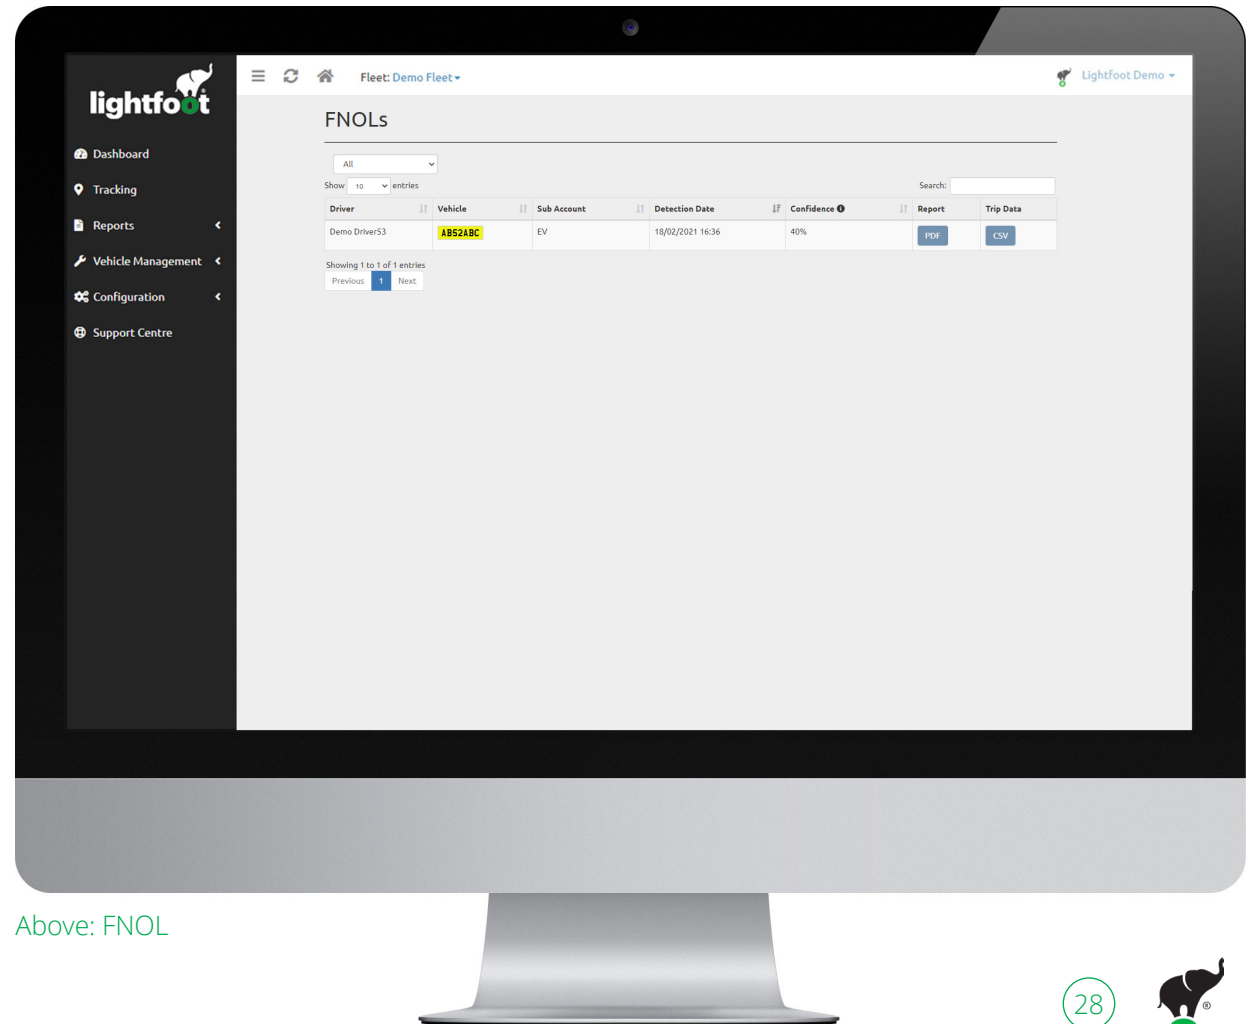 lightfoot
Fleet: Demo Fleet
Lightfoot Demo
Dashboard
Tracking
Reports
Vehicle Management
Configuration
Support Centre
FNOLs
All
Show 10 entries
Search:
Driver Vehicle Sub Account Detection Date Confidence Report Trip Data
Demo Driver53 AB52ABC EV 18/02/2021 16:36 40% PDF CSV
Showing 1 to 1 of 1 entries
Previous 1 Next
Above: FNOL
28
®